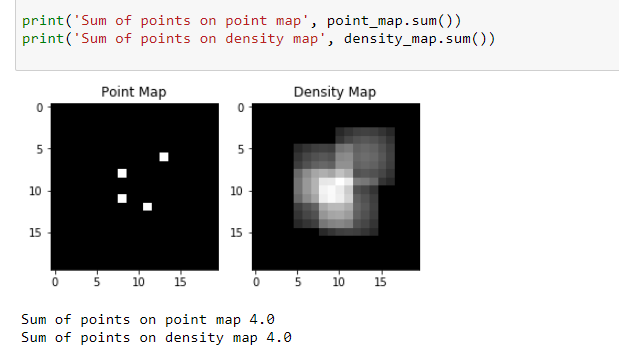 print('Sum of points on point map', point_map.sum())
print('Sum of points on density map', density_map.sum())
Point Map
Density Map
0
5
10
15
0
5
10
15
0
5
10
15
0
5
10
15
Sum of points on point map 4.0
Sum of points on density map 4.0